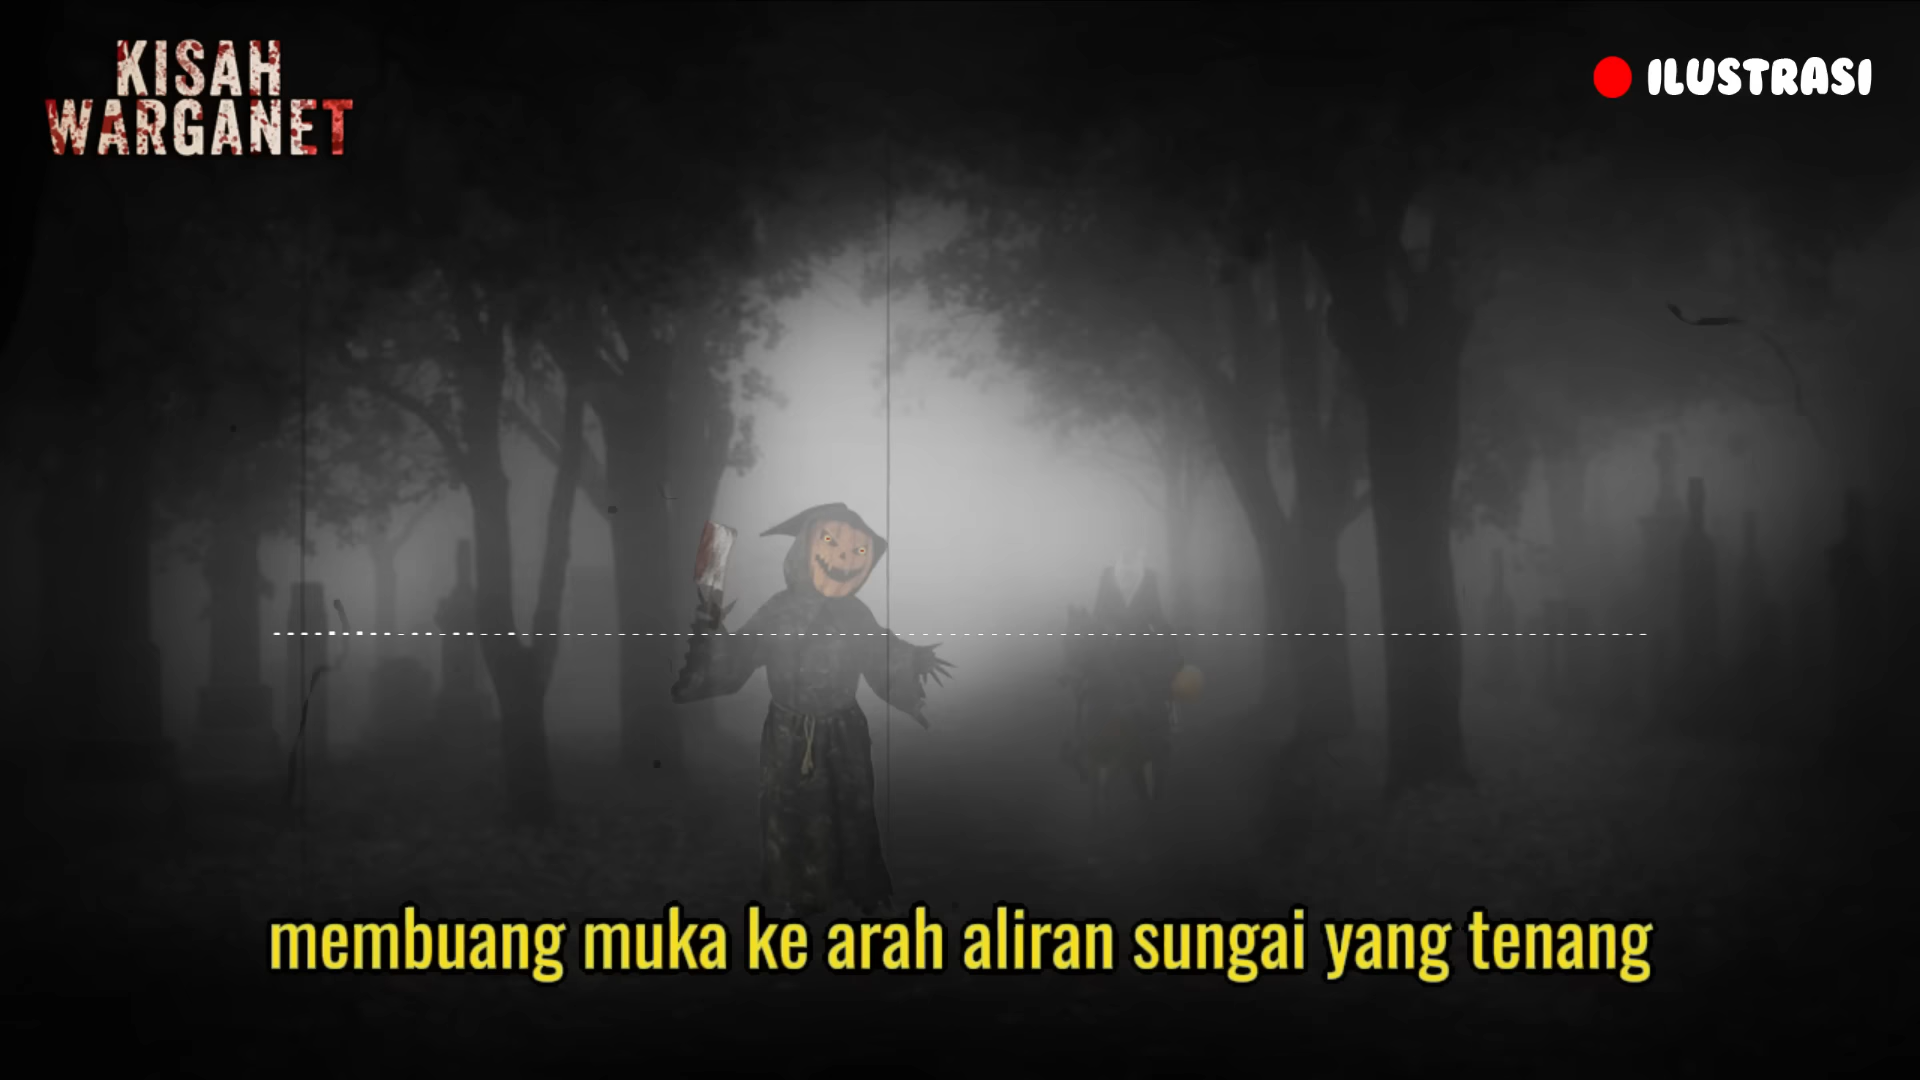 KISAH
WARGANET
ILUSTRASI
membuang muka ke arah aliran sungai yang tenang